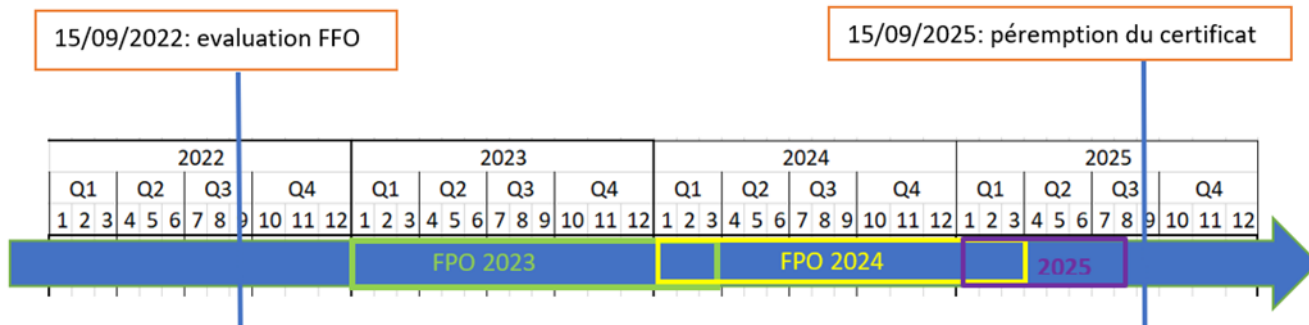 15/09/2022: evaluation FFO
15/09/2025: péremption du certificat
2022 2023 2024 2025
Q1 Q2 Q3 Q4 Q1 Q2 Q3 Q4 Q1 Q2 Q3 Q4 Q1 Q2 Q3 Q4
1 2 3 4 5 6 7 8 9 10 11 12 1 2 3 4 5 6 7 8 9 10 11 12 1 2 3 4 5 6 7 8 9 10 11 12 1 2 3 4 5 6 7 8 9 10 11 12
FPO 2023 FPO 2024 2025